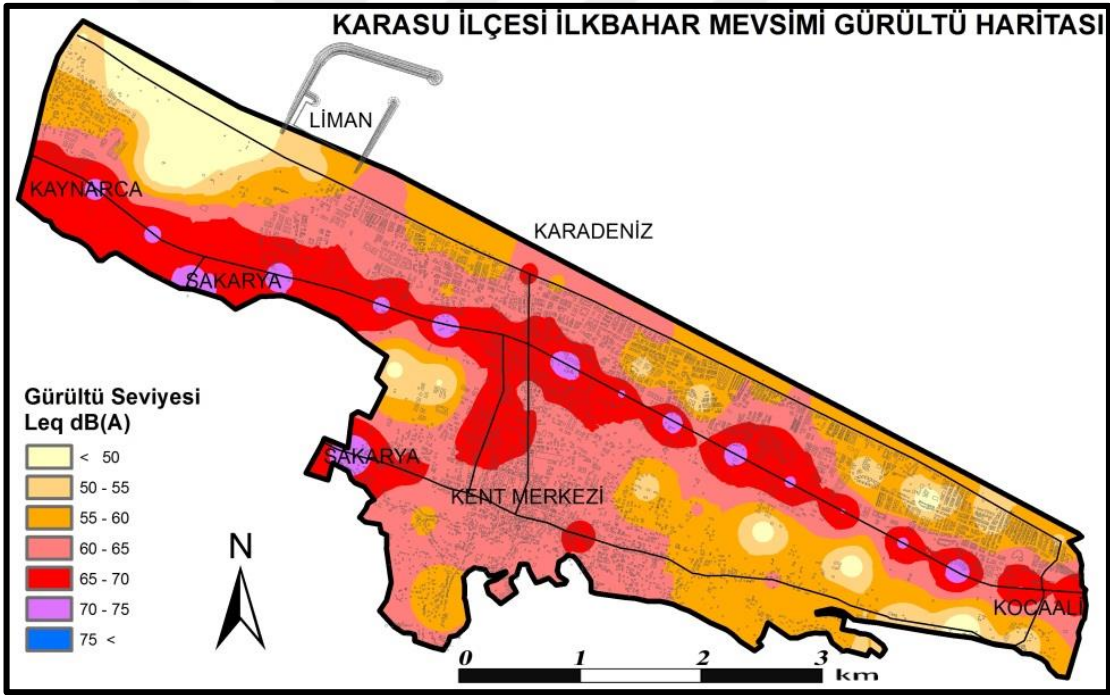 KARASU İLÇESİ İLKBAHAR MEVSİMİ GÜRÜLTÜ HARİTASI
LİMAN
KAYNARCA
KARADENİZ
SAKARYA
Gürültü Seviyesi
Leq dB(A)
< 50
50 - 55
55 - 60
60 - 65
65 - 70
70 - 75
75 <
SAKARYA
KENT MERKEZİ
N
KOCAALİ
0 1 2 3
km